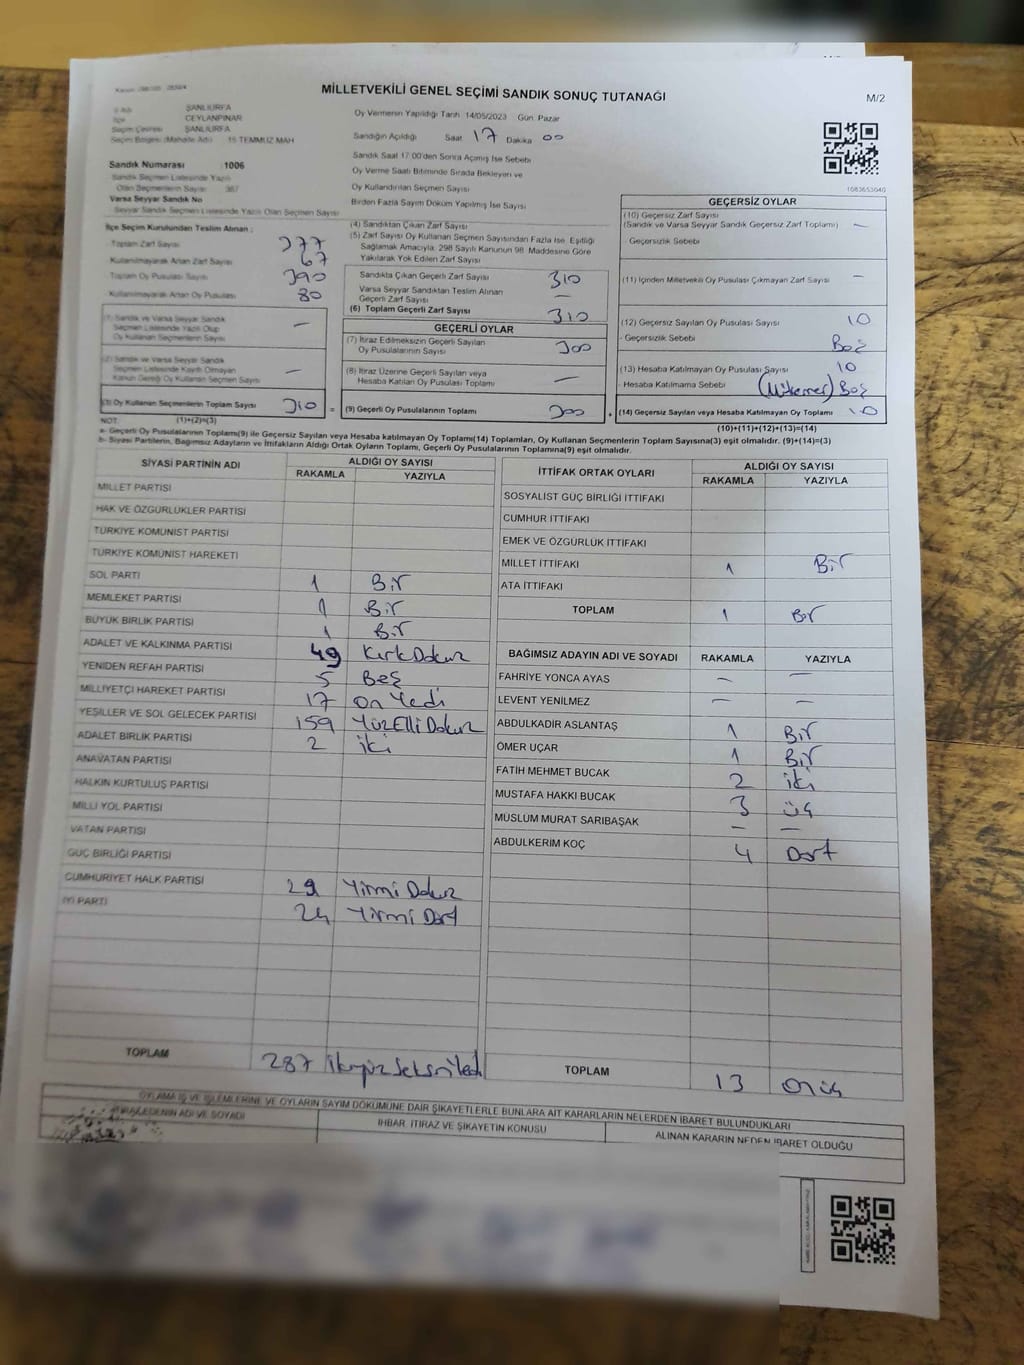 MİLLETVEKİLİ GENEL SEÇİMİ SANDIK SONUÇ TUTANAĞI
M/2
İl Adı ŞANLIURFA
İlçe CEYLANPINAR
Seçim Çevresi ŞANLIURFA
Seçim Bölgesi (Mahalle Adı) 15 TEMMUZ MAH
Sandık Numarası :1006
Sandık Seçmen Listesinde Yazılı
Olan Seçmenlerin Sayısı 367
Varsa Seyyar Sandık No
Seyyar Sandık Seçmen Listesinde Yazılı Olan Seçmen Sayısı
Oy Vermenin Yapıldığı Tarih 14/05/2023 Gün: Pazar
Sandığın Açıldığı Saat 17 Dakika 00
Sandık Saat 17.00'den Sonra Açılmış İse Sebebi
Oy Verme Saati Bitiminde Sırada Bekleyen ve
Oy Kullandırılan Seçmen Sayısı
Birden Fazla Sayım Döküm Yapılmış İse Sayısı
1083653040
İlçe Seçim Kurulundan Teslim Alınan :
Toplam Zarf Sayısı 377
Kullanılmayarak Artan Zarf Sayısı 67
Toplam Oy Pusulası Sayısı 390
Kullanılmayarak Artan Oy Pusulası 80
(1) Sandık ve Varsa Seyyar Sandık
Seçmen Listesinde Yazılı Olup
Oy Kullanan Seçmenlerin Sayısı —
(2) Sandık ve Varsa Seyyar Sandık
Seçmen Listesinde Kayıtlı Olmayan
Kanun Gereği Oy Kullanan Seçmen Sayısı —
(3) Oy Kullanan Seçmenlerin Toplam Sayısı 310 =
(1)+(2)=(3)
(4) Sandıktan Çıkan Zarf Sayısı
(5) Zarf Sayısı Oy Kullanan Seçmen Sayısından Fazla İse, Eşitliği
Sağlamak Amacıyla, 298 Sayılı Kanunun 98. Maddesine Göre
Yakılarak Yok Edilen Zarf Sayısı
Sandıkta Çıkan Geçerli Zarf Sayısı 310
Varsa Seyyar Sandıktan Teslim Alınan
Geçerli Zarf Sayısı —
(6) Toplam Geçerli Zarf Sayısı 310
GEÇERLİ OYLAR
(7) İtiraz Edilmeksizin Geçerli Sayılan
Oy Pusulalarının Sayısı 300
(8) İtiraz Üzerine Geçerli Sayılan veya
Hesaba Katılan Oy Pusulası Toplamı —
(9) Geçerli Oy Pusulalarının Toplamı 300 +
GEÇERSİZ OYLAR
(10) Geçersiz Zarf Sayısı
(Sandık ve Varsa Seyyar Sandık Geçersiz Zarf Toplamı) —
- Geçersizlik Sebebi
(11) İçinden Milletvekili Oy Pusulası Çıkmayan Zarf Sayısı —
(12) Geçersiz Sayılan Oy Pusulası Sayısı 10
- Geçersizlik Sebebi Boş
(13) Hesaba Katılmayan Oy Pusulası Sayısı 10
- Hesaba Katılmama Sebebi Boş
(14) Geçersiz Sayılan veya Hesaba Katılmayan Oy Toplamı 10
(10)+(11)+(12)+(13)=(14)
NOT:
a- Geçerli Oy Pusulalarının Toplamı(9) ile Geçersiz Sayılan veya Hesaba katılmayan Oy Toplamı(14) Toplamları, Oy Kullanan Seçmenlerin Toplam Sayısına(3) eşit olmalıdır. (9)+(14)=(3)
b- Siyasi Partilerin, Bağımsız Adayların ve İttifakların Aldığı Oyların Toplamı, Geçerli Oy Pusulalarının Toplamına(9) eşit olmalıdır.
SİYASİ PARTİNİN ADI
ALDIĞI OY SAYISI
RAKAMLA YAZIYLA
MİLLET PARTİSİ
HAK VE ÖZGÜRLÜKLER PARTİSİ
TÜRKİYE KOMÜNİST PARTİSİ
TÜRKİYE KOMÜNİST HAREKETİ
SOL PARTİ 1 Bir
MEMLEKET PARTİSİ 1 Bir
BÜYÜK BİRLİK PARTİSİ 1 Bir
ADALET VE KALKINMA PARTİSİ 49 Kırk Dokuz
YENİDEN REFAH PARTİSİ 5 Beş
MİLLİYETÇİ HAREKET PARTİSİ 17 on Yedi
YEŞİLLER VE SOL GELECEK PARTİSİ 159 Yüz Elli Dokuz
ADALET BİRLİK PARTİSİ 2 iki
ANAVATAN PARTİSİ
HALKIN KURTULUŞ PARTİSİ
MİLLİ YOL PARTİSİ
VATAN PARTİSİ
GÜÇ BİRLİĞİ PARTİSİ
CUMHURİYET HALK PARTİSİ 29 Yirmi Dokuz
İYİ PARTİ 24 Yirmi Dört
TOPLAM 287 ikiyüz Seksen Yedi
İTTİFAK ORTAK OYLARI
ALDIĞI OY SAYISI
RAKAMLA YAZIYLA
SOSYALİST GÜÇ BİRLİĞİ İTTİFAKI
CUMHUR İTTİFAKI
EMEK VE ÖZGÜRLÜK İTTİFAKI
MİLLET İTTİFAKI 1 Bir
ATA İTTİFAKI
TOPLAM 1 Bir
BAĞIMSIZ ADAYIN ADI VE SOYADI RAKAMLA YAZIYLA
FAHRİYE YONCA AYAS — —
LEVENT YENİLMEZ — —
ABDULKADIR ASLANTAŞ 1 Bir
ÖMER UÇAR 1 Bir
FATİH MEHMET BUCAK 2 iki
MUSTAFA HAKKI BUCAK 3 üç
MÜSLÜM MURAT SARIBAŞAK — —
ABDULKERİM KOÇ 4 Dört
TOPLAM 13 onüç
OYLAMA İŞ VE İŞLEMLERİNE VE OYLARIN SAYIM DÖKÜMÜNE DAİR ŞİKAYETLERLE BUNLARA AİT KARARLARIN NELERDEN İBARET BULUNDUKLARI
ADI VE SOYADI
İHBAR, İTİRAZ VE ŞİKAYETİN KONUSU
ALINAN KARARIN NEDEN İBARET OLDUĞU